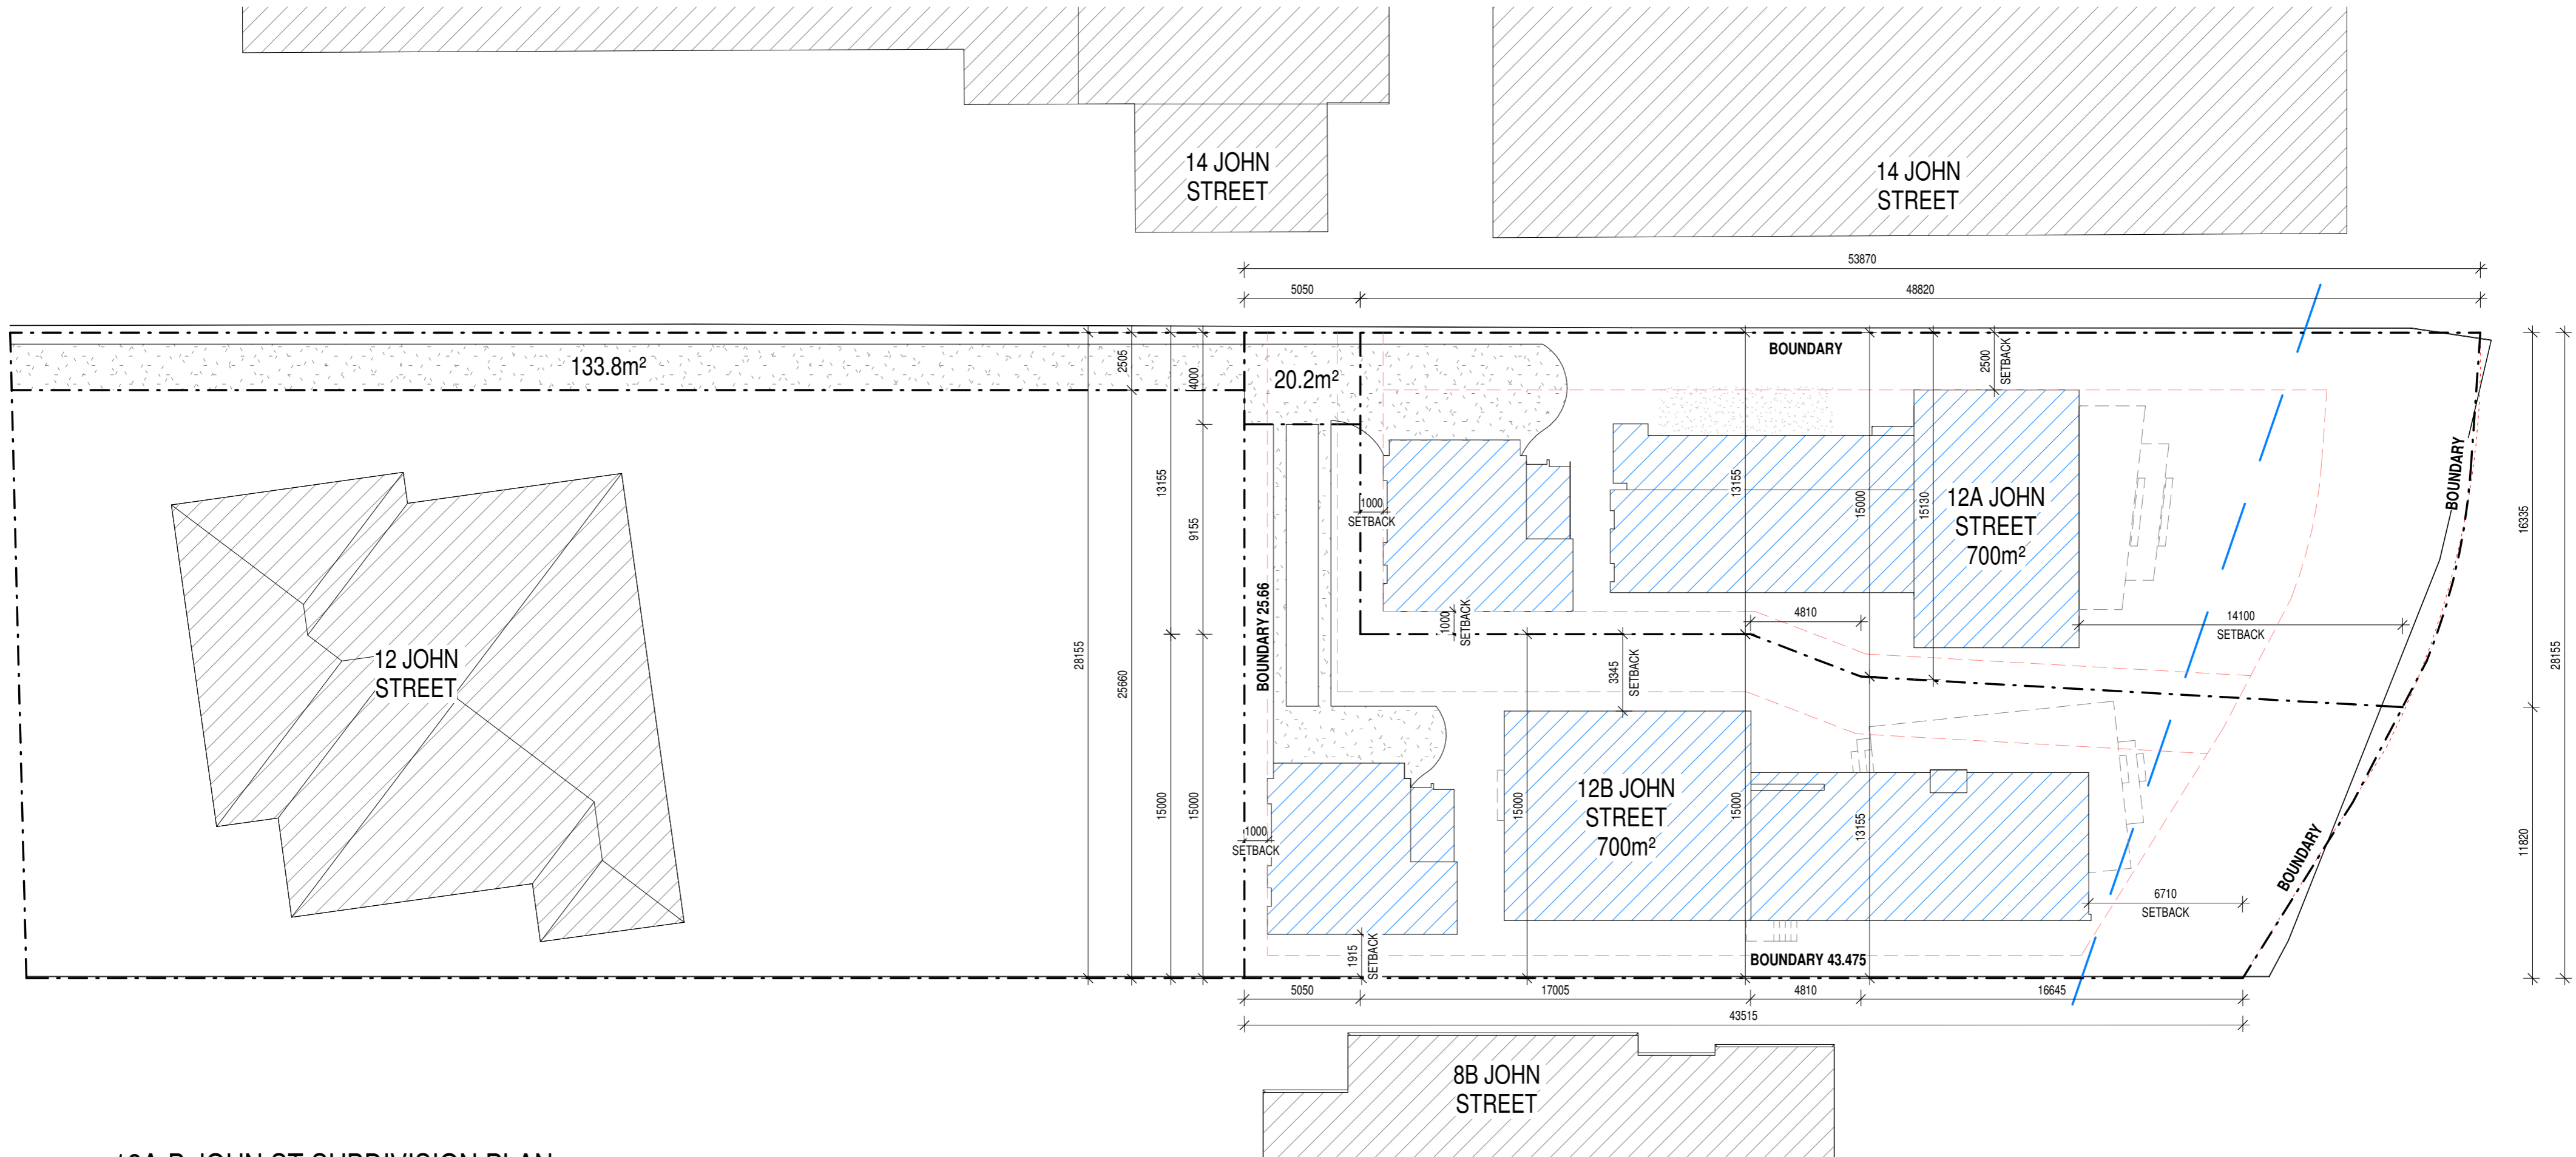 14 JOHN
STREET
14 JOHN
STREET
53870
5050
48820
133.8m²
20.2m²
BOUNDARY
2505
4000
2500
SETBACK
13155
9155
28155
25660
15000
15000
BOUNDARY 25.66
1000
SETBACK
1000
SETBACK
13155
15000
15130
12A JOHN
STREET
700m²
BOUNDARY
16335
28155
11820
4810
14100
SETBACK
12 JOHN
STREET
3345
SETBACK
12B JOHN
STREET
700m²
15000
15000
13155
1000
SETBACK
1915
SETBACK
6710
SETBACK
BOUNDARY
BOUNDARY 43.475
5050
17005
4810
16645
43515
8B JOHN
STREET